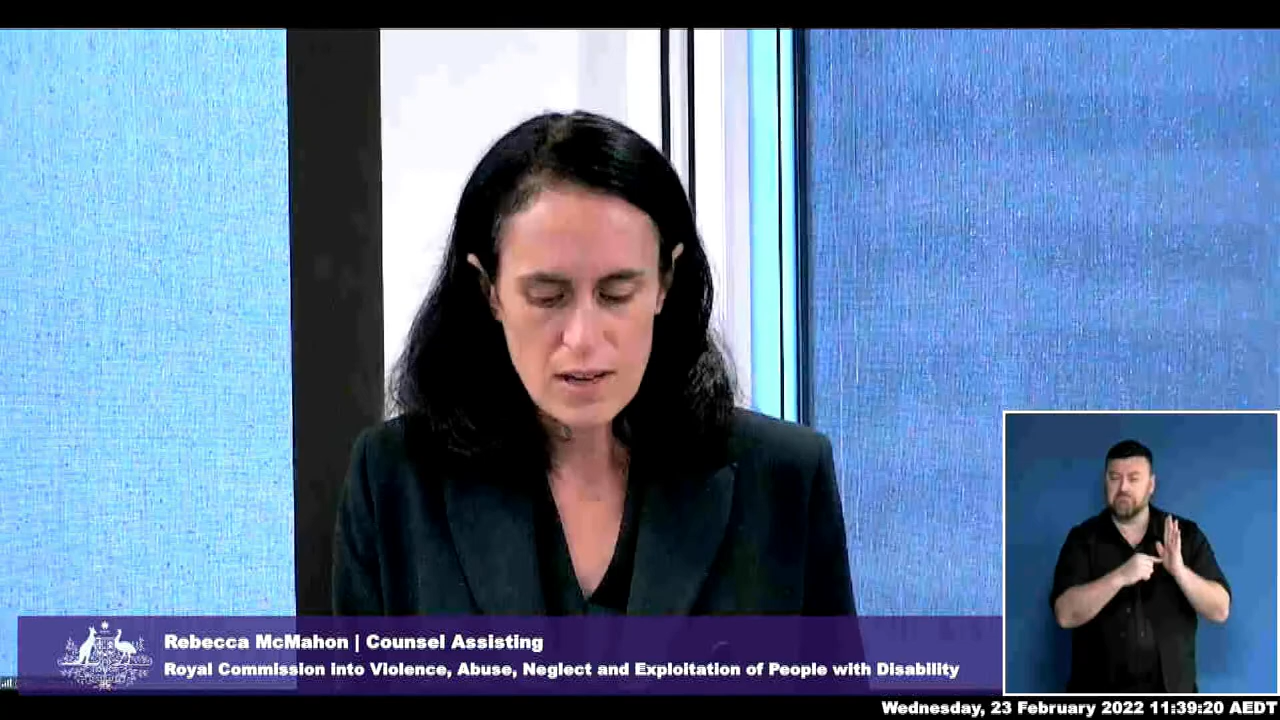 Rebecca McMahon | Counsel Assisting
Royal Commission into Violence, Abuse, Neglect and Exploitation of People with Disability
Wednesday, 23 February 2022 11:39:20 AEDT